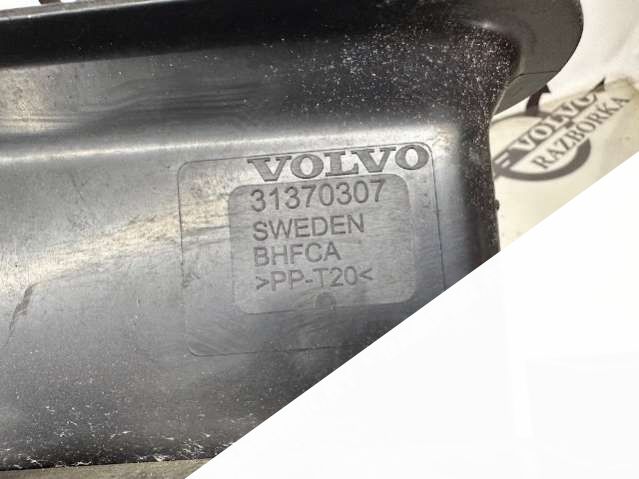 VOLVO
31370307
SWEDEN
BHFCA
>PP-T20<
VOLVO
RAZBORKA